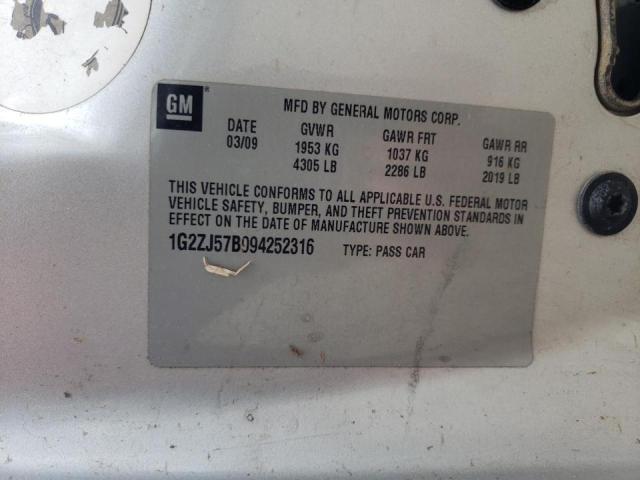 GM
®
MFD BY GENERAL MOTORS CORP.
DATE GVWR GAWR FRT GAWR RR
03/09 1953 KG 1037 KG 916 KG
4305 LB 2286 LB 2019 LB
THIS VEHICLE CONFORMS TO ALL APPLICABLE U.S. FEDERAL MOTOR
VEHICLE SAFETY, BUMPER, AND THEFT PREVENTION STANDARDS IN
EFFECT ON THE DATE OF MANUFACTURE SHOWN ABOVE.
1G2ZJ57B994252316 TYPE: PASS CAR